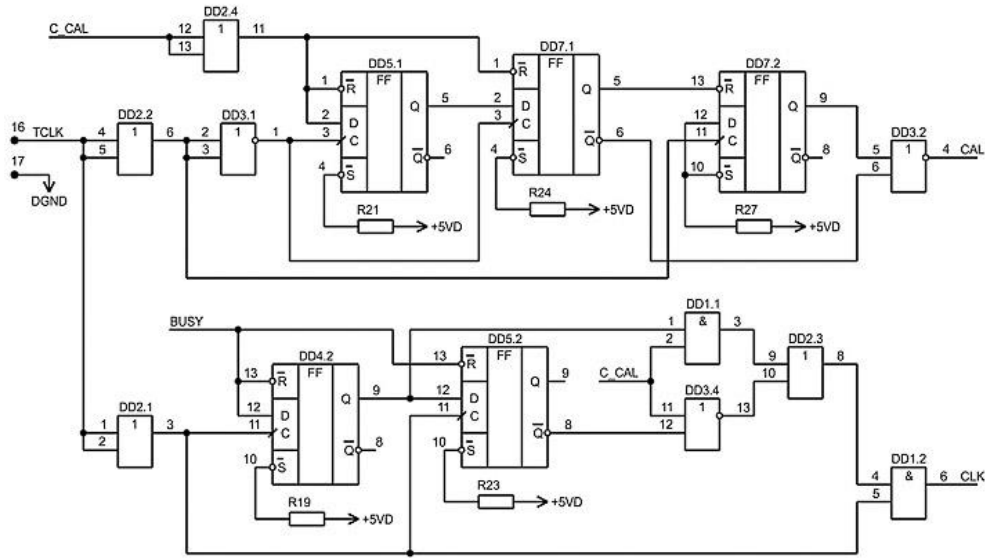 DD2.4
C_CAL 12 1 11
13
DD5.1
FF
1 R
2 D
3 C
4 S
Q 5
Q 6
R21
+5VD
DD7.1
FF
1 R
2 D
3 C
4 S
5
6
R24
+5VD
DD7.2
FF
13 R
12 D
11 C
10 S
Q 9
Q 8
R27
+5VD
DD3.2
5 1 4 CAL
6
16 TCLK
17
DGND
DD2.2
4 1 6
5
DD3.1
2 1 1
3
BUSY
DD4.2
FF
13 R
12 D
11 C
10 S
Q 9
Q 8
R19
+5VD
DD5.2
FF
13 R
12 D
11 C
10 S
Q 9
Q 8
R23
+5VD
DD2.1
1 1 3
2
DD1.1
1 & 3
2
C_CAL
DD3.4
11 1 13
12
DD2.3
9 1 8
10
DD1.2
4 & 6 CLK
5